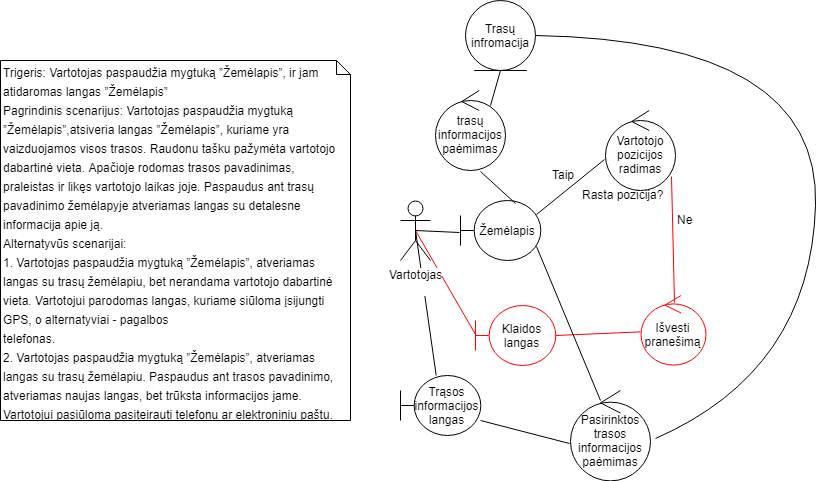 Trigeris: Vartotojas paspaudžia mygtuką ”Žemėlapis”, ir jam
atidaromas langas ”Žemėlapis”
Pagrindinis scenarijus: Vartotojas paspaudžia mygtuką
”Žemėlapis”,atsiveria langas ”Žemėlapis”, kuriame yra
vaizduojamos visos trasos. Raudonu tašku pažymėta vartotojo
dabartinė vieta. Apačioje rodomas trasos pavadinimas,
praleistas ir likęs vartotojo laikas joje. Paspaudus ant trasų
pavadinimo žemėlapyje atveriamas langas su detalesne
informacija apie ją.
Alternatyvūs scenarijai:
1. Vartotojas paspaudžia mygtuką ”Žemėlapis”, atveriamas
langas su trasų žemėlapiu, bet nerandama vartotojo dabartinė
vieta. Vartotojui parodomas langas, kuriame siūloma įsijungti
GPS, o alternatyviai - pagalbos
telefonas.
2. Vartotojas paspaudžia mygtuką ”Žemėlapis”, atveriamas
langas su trasų žemėlapiu. Paspaudus ant trasos pavadinimo,
atveriamas naujas langas, bet trūksta informacijos jame.
Vartotojui pasiūloma pasiteirauti telefonu ar elektroniniu paštu.
Trasų
infromacija
trasų
informacijos
paėmimas
Vartotojo
pozicijos
radimas
Taip
Rasta pozicija?
Ne
Žemėlapis
Vartotojas
Klaidos
langas
Išvesti
pranešimą
Trąsos
informacijos
langas
Pasirinktos
trasos
informacijos
paėmimas